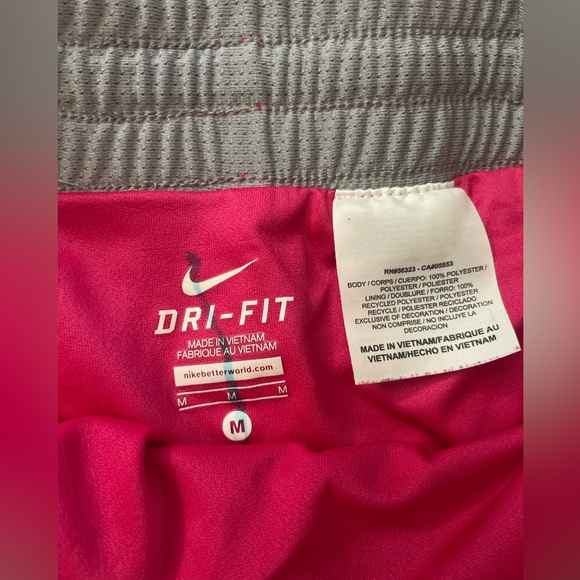 DRI-FIT
MADE IN VIETNAM
FABRIQUE AU VIETNAM
nikebetterworld.com
M M M
M
RN#56323 - CA#05553
BODY / CORPS / CUERPO: 100% POLYESTER /
POLYESTER / POLIESTER
LINING / DOUBLURE / FORRO: 100%
RECYCLED POLYESTER / POLYESTER
RECYCLE / POLIESTER RECICLADO
EXCLUSIVE OF DECORATION / DECORATION
NON COMPRISE / NO INCLUYE LA
DECORACION
MADE IN VIETNAM/FABRIQUE AU
VIETNAM/HECHO EN VIETNAM